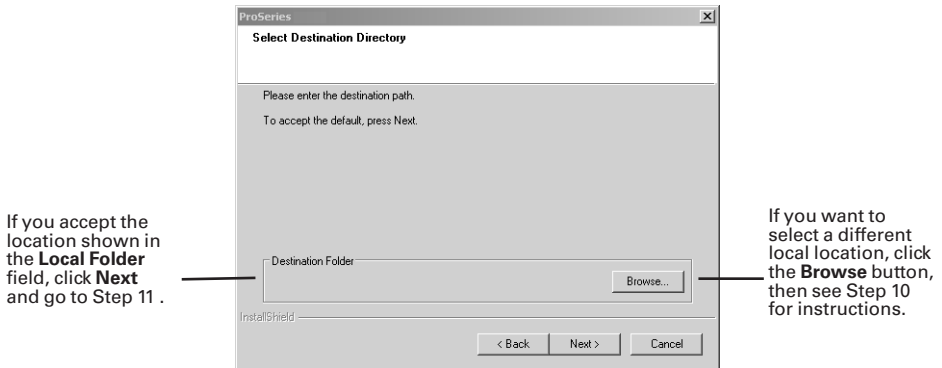 ProSeries
Select Destination Directory
Please enter the destination path.
To accept the default, press Next.
If you accept the
location shown in
the Local Folder
field, click Next
and go to Step 11 .
Destination Folder
Browse...
If you want to
select a different
local location, click
the Browse button,
then see Step 10
for instructions.
InstallShield
< Back
Next >
Cancel